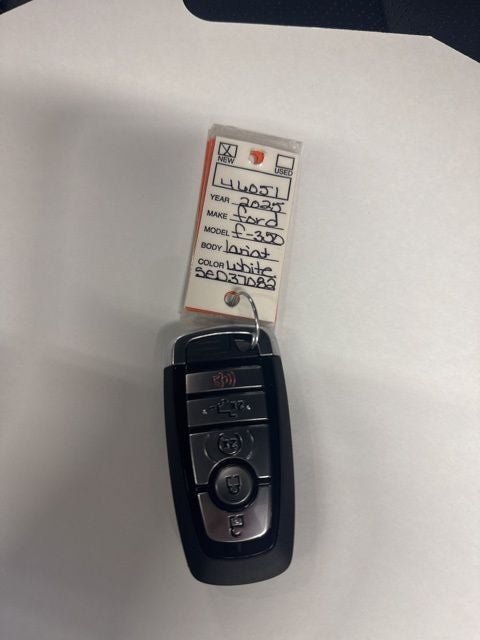 X
NEW USED
46051
YEAR 2025
MAKE ford
MODEL f-350
BODY lariat
COLOR white
SED37082